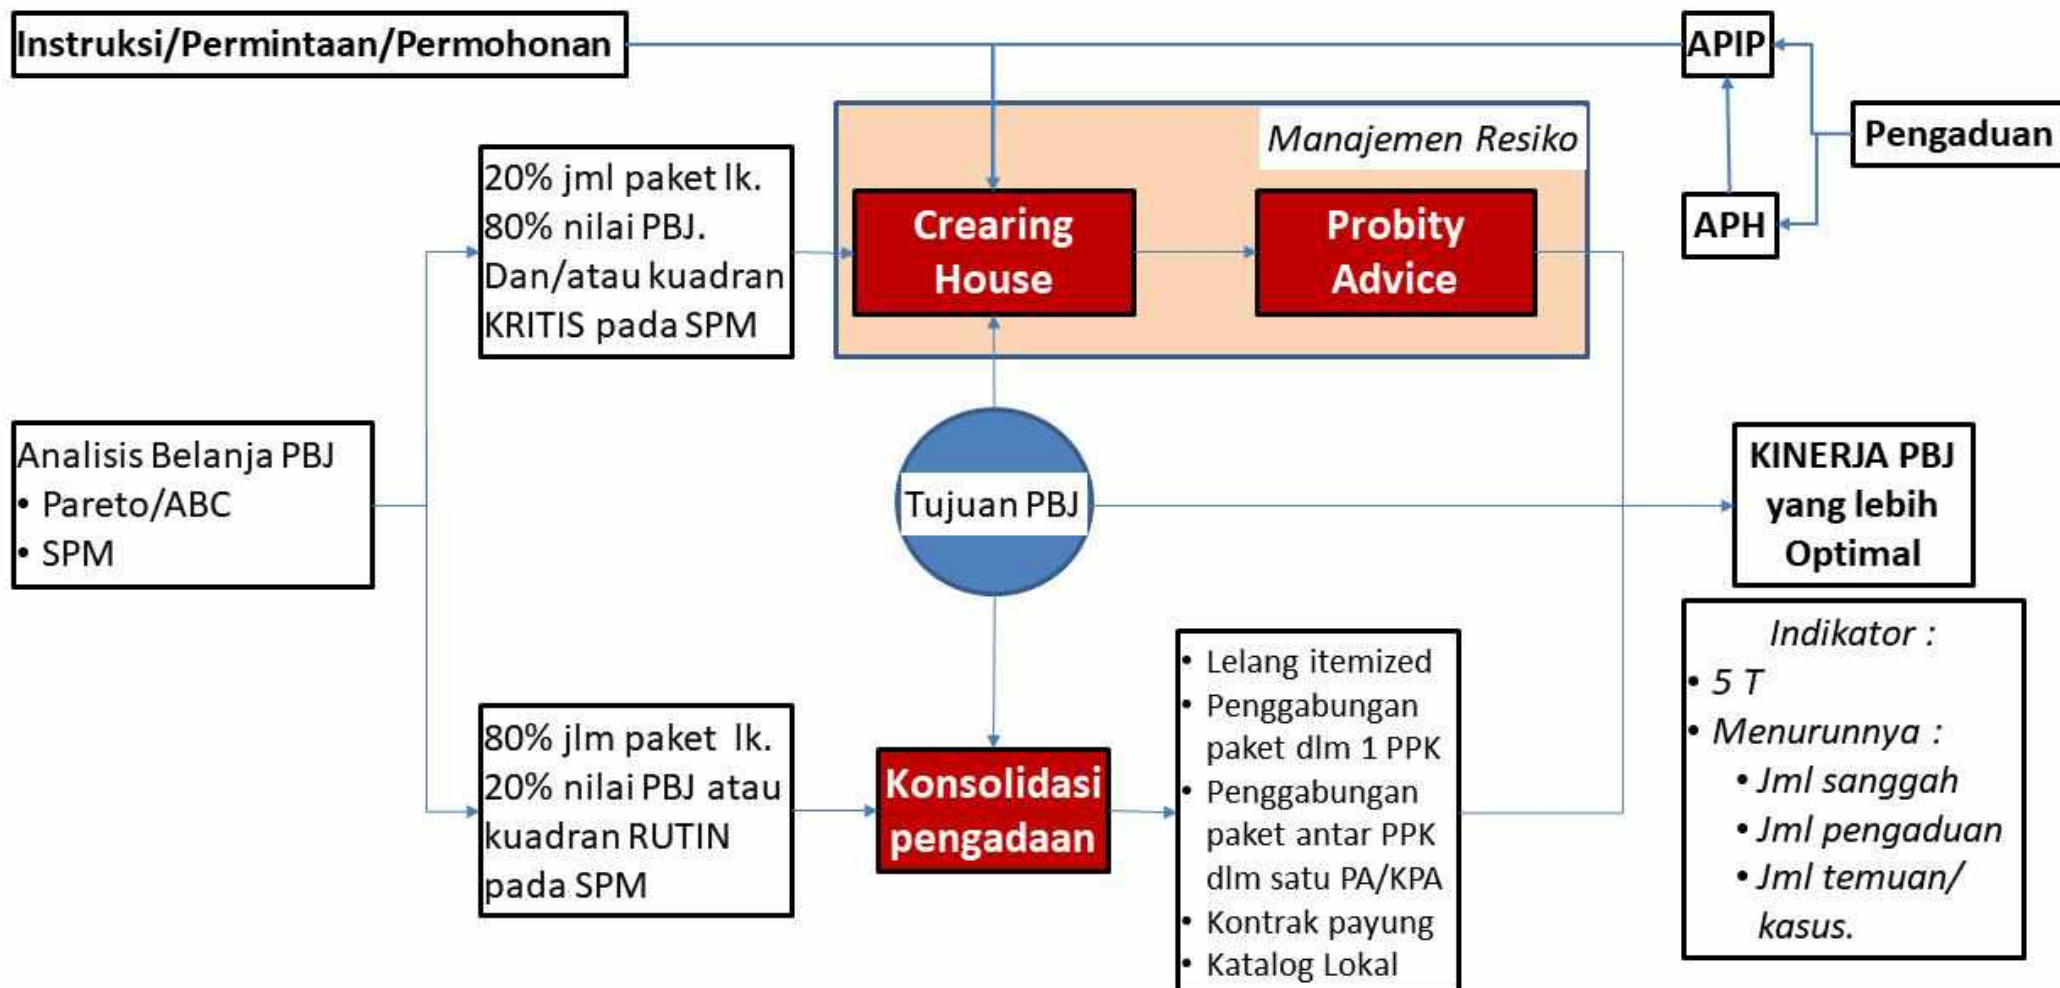 Instruksi/Permintaan/Permohonan
APIP
Pengaduan
APH
Manajemen Resiko
20% jml paket lk.
80% nilai PBJ.
Dan/atau kuadran
KRITIS pada SPM
Crearing
House
Probity
Advice
Analisis Belanja PBJ
• Pareto/ABC
• SPM
Tujuan PBJ
KINERJA PBJ
yang lebih
Optimal
80% jlm paket lk.
20% nilai PBJ atau
kuadran RUTIN
pada SPM
Konsolidasi
pengadaan
• Lelang itemized
• Penggabungan
paket dlm 1 PPK
• Penggabungan
paket antar PPK
dlm satu PA/KPA
• Kontrak payung
• Katalog Lokal
Indikator :
• 5 T
• Menurunnya :
• Jml sanggah
• Jml pengaduan
• Jml temuan/
kasus.